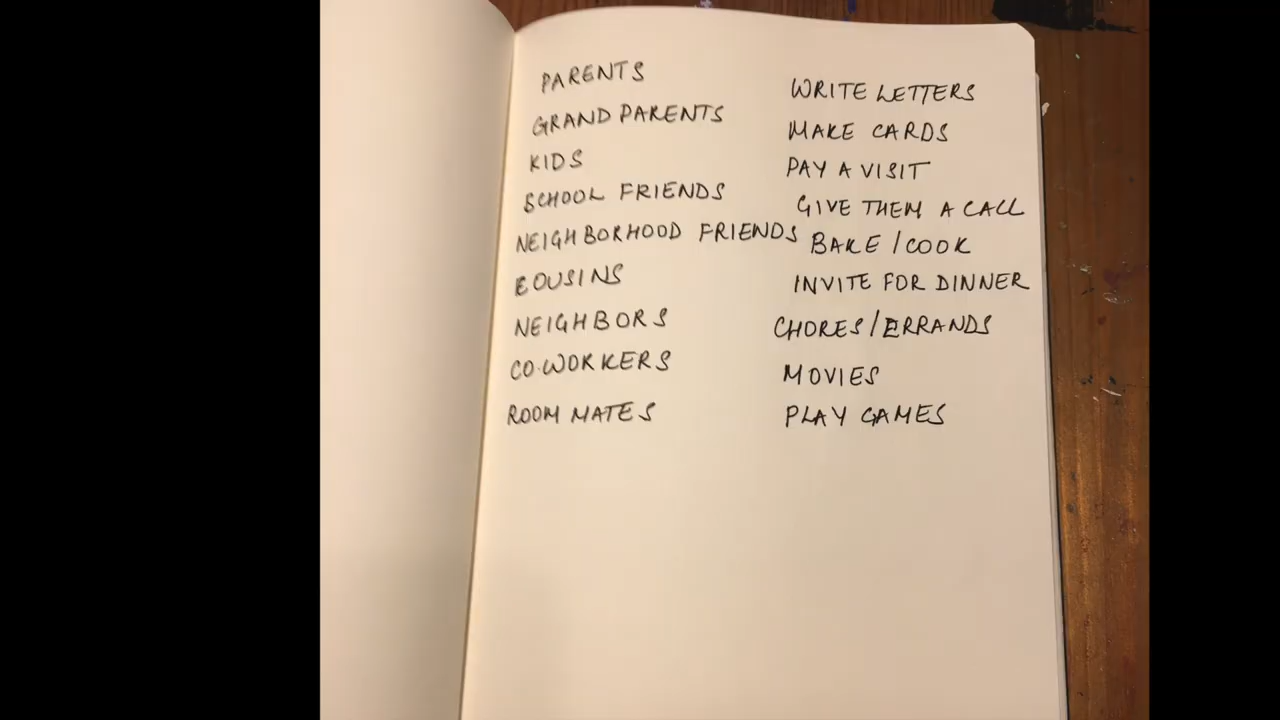 PARENTS
GRAND PARENTS
KIDS
SCHOOL FRIENDS
NEIGHBORHOOD FRIENDS
COUSINS
NEIGHBORS
CO-WORKERS
ROOM MATES
WRITE LETTERS
MAKE CARDS
PAY A VISIT
GIVE THEM A CALL
BAKE / COOK
INVITE FOR DINNER
CHORES / ERRANDS
MOVIES
PLAY GAMES